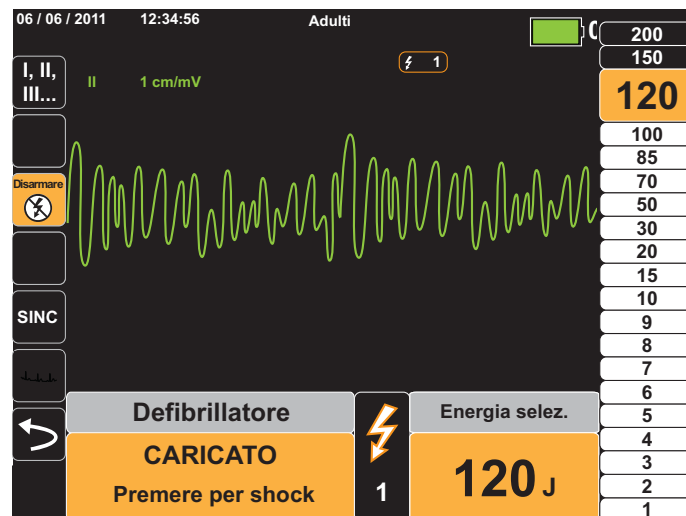 06 / 06 / 2011 12:34:56 Adulti
1
I, II,
III...
II 1 cm/mV
Disarmare
SINC
Defibrillatore
CARICATO
Premere per shock
1
Energia selez.
120 J
200
150
120
100
85
70
50
30
20
15
10
9
8
7
6
5
4
3
2
1